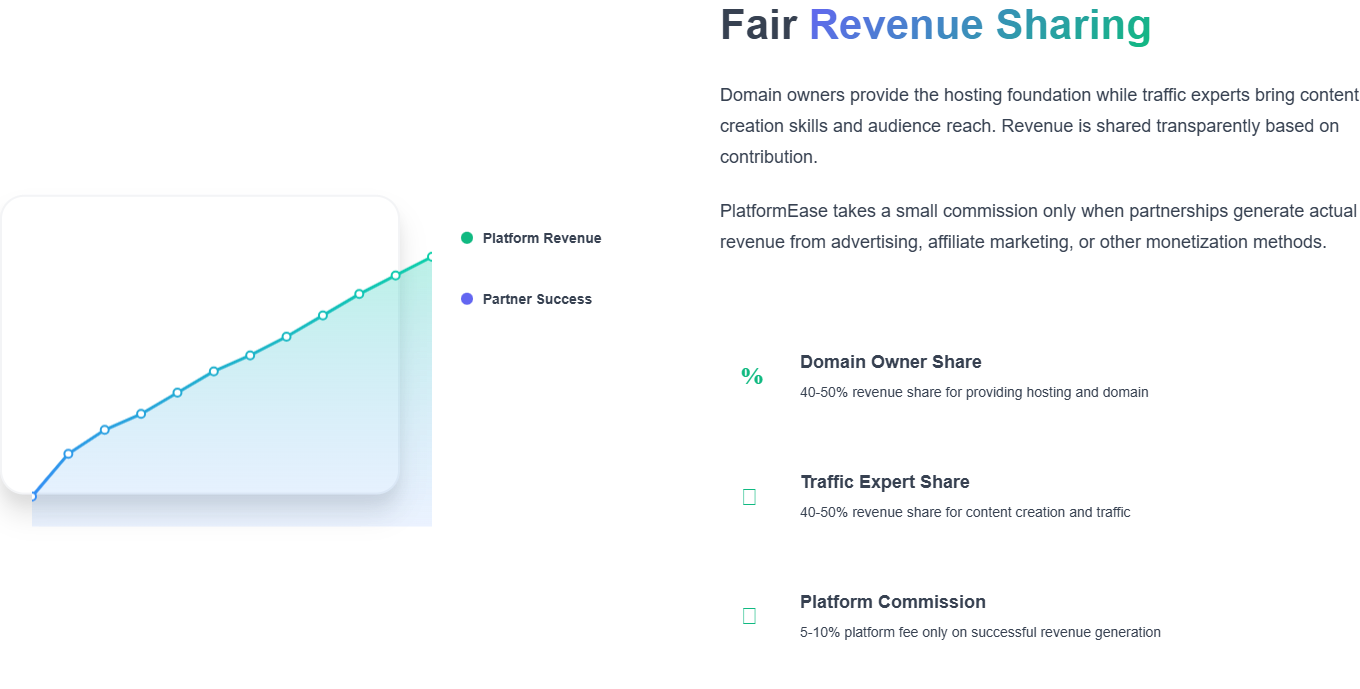 Fair Revenue Sharing
Domain owners provide the hosting foundation while traffic experts bring content
creation skills and audience reach. Revenue is shared transparently based on
contribution.
PlatformEase takes a small commission only when partnerships generate actual
revenue from advertising, affiliate marketing, or other monetization methods.
Platform Revenue
Partner Success
%
Domain Owner Share
40-50% revenue share for providing hosting and domain
Traffic Expert Share
40-50% revenue share for content creation and traffic
Platform Commission
5-10% platform fee only on successful revenue generation